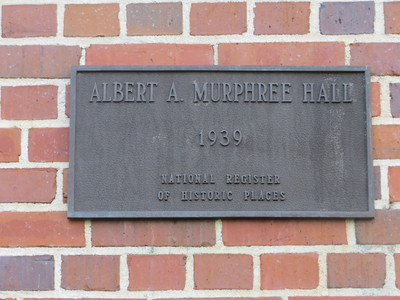 ALBERT A. MURPHREE HALL
1939
NATIONAL REGISTER
OF HISTORIC PLACES